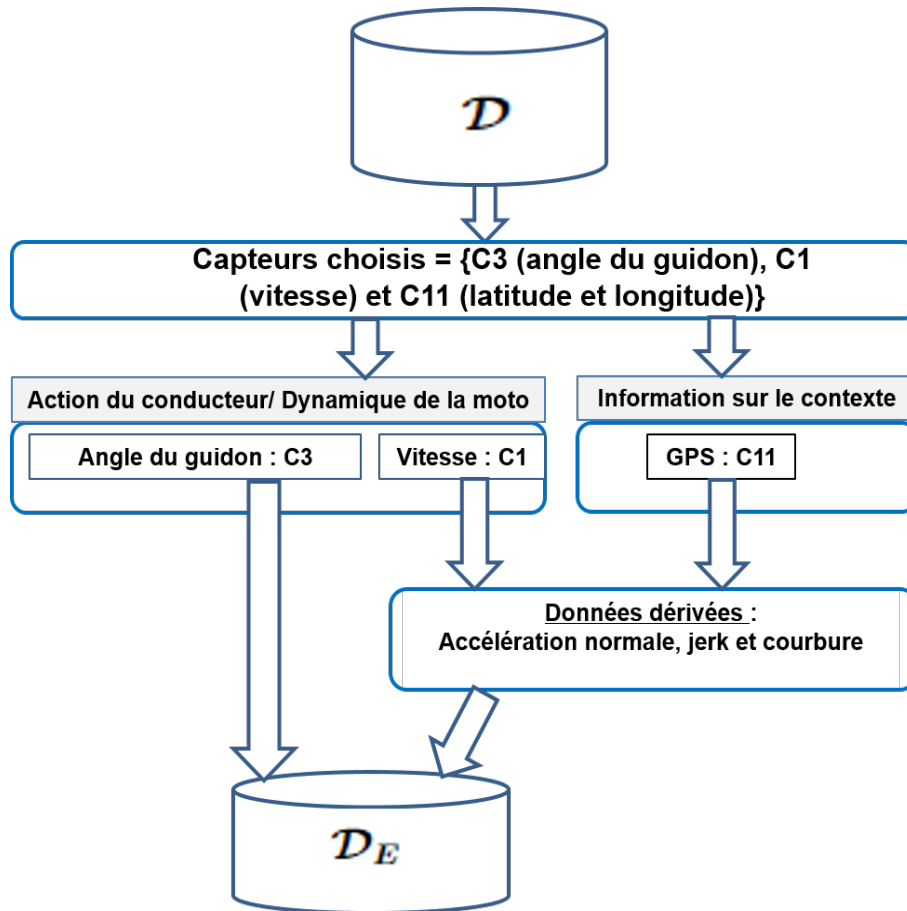 𝒟
Capteurs choisis = {C3 (angle du guidon), C1
(vitesse) et C11 (latitude et longitude)}
Action du conducteur/ Dynamique de la moto
Information sur le contexte
Angle du guidon : C3
Vitesse : C1
GPS : C11
Données dérivées :
Accélération normale, jerk et courbure
𝒟_E